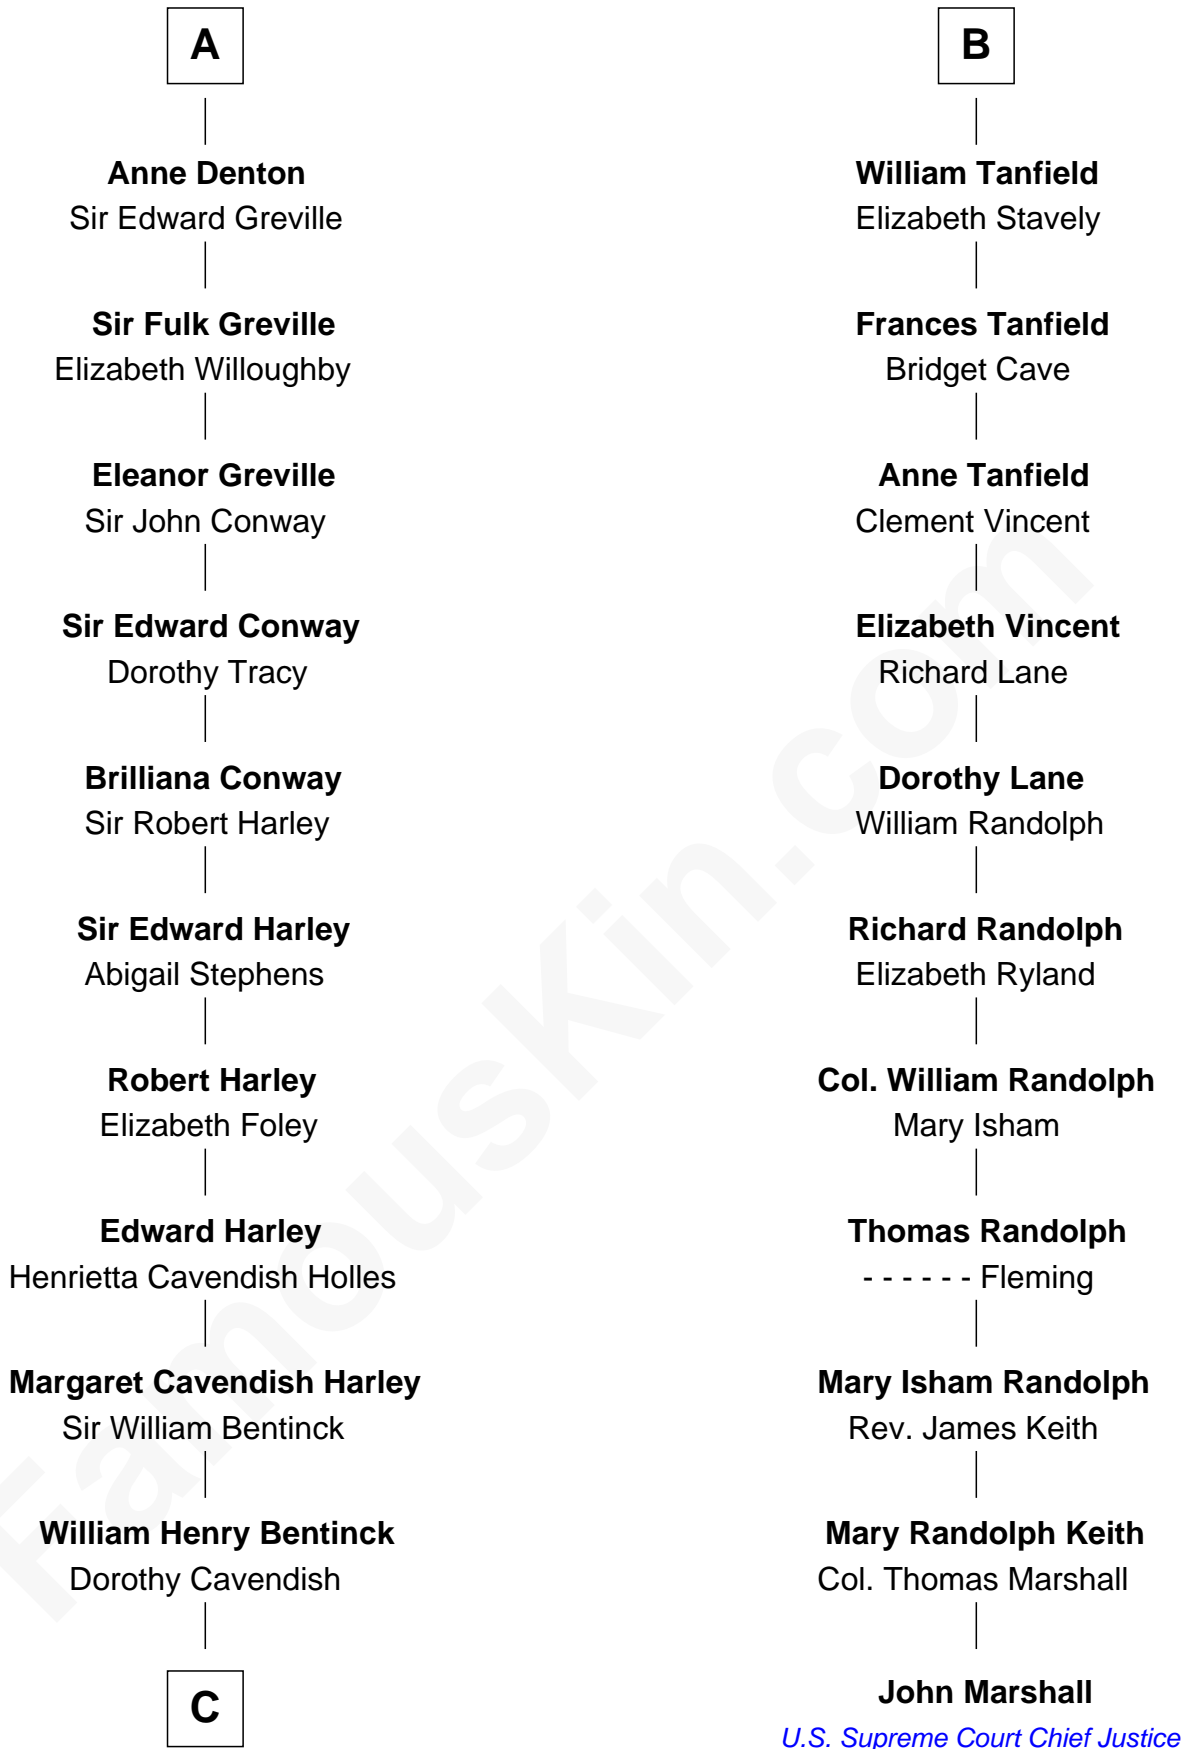 A
Anne Denton
Sir Edward Greville
Sir Fulk Greville
Elizabeth Willoughby
Eleanor Greville
Sir John Conway
Sir Edward Conway
Dorothy Tracy
Brilliana Conway
Sir Robert Harley
Sir Edward Harley
Abigail Stephens
Robert Harley
Elizabeth Foley
Edward Harley
Henrietta Cavendish Holles
Margaret Cavendish Harley
Sir William Bentinck
William Henry Bentinck
Dorothy Cavendish
C
B
William Tanfield
Elizabeth Stavely
Frances Tanfield
Bridget Cave
Anne Tanfield
Clement Vincent
Elizabeth Vincent
Richard Lane
Dorothy Lane
William Randolph
Richard Randolph
Elizabeth Ryland
Col. William Randolph
Mary Isham
Thomas Randolph
- - - - - - Fleming
Mary Isham Randolph
Rev. James Keith
Mary Randolph Keith
Col. Thomas Marshall
John Marshall
U.S. Supreme Court Chief Justice
FamousKin.com